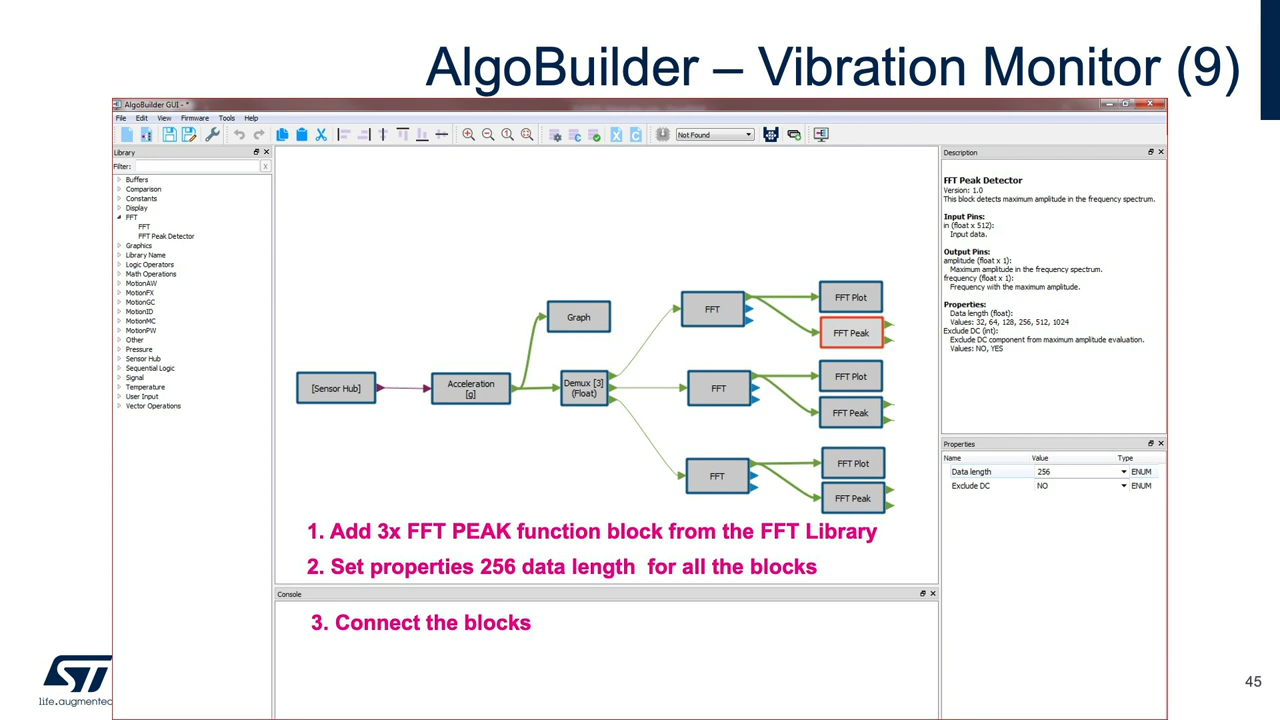 AlgoBuilder – Vibration Monitor (9)
AlgoBuilder GUI - *
File Edit View Firmware Tools Help
Not Found
Library
Filter:
Buffers
Comparison
Constants
Display
FFT
FFT
FFT Peak Detector
Graphics
Library Name
Logic Operators
Math Operations
MotionAW
MotionFX
MotionGC
MotionID
MotionMC
MotionPW
Other
Pressure
Sensor Hub
Sequential Logic
Signal
Temperature
User Input
Vector Operations
[Sensor Hub]
Acceleration
[g]
Graph
Demux [3]
(Float)
FFT
FFT Plot
FFT Peak
FFT
FFT Plot
FFT Peak
FFT
FFT Plot
FFT Peak
1. Add 3x FFT PEAK function block from the FFT Library
2. Set properties 256 data length for all the blocks
Console
3. Connect the blocks
Description
FFT Peak Detector
Version: 1.0
This block detects maximum amplitude in the frequency spectrum.
Input Pins:
in (float x 512):
Input data.
Output Pins:
amplitude (float x 1):
Maximum amplitude in the frequency spectrum.
frequency (float x 1):
Frequency with the maximum amplitude.
Properties:
Data length (float):
Values: 32, 64, 128, 256, 512, 1024
Exclude DC (int):
Exclude DC component from maximum amplitude evaluation.
Values: NO, YES
Properties
Name Value Type
Data length 256 ENUM
Exclude DC NO ENUM
ST
life.augmented
45